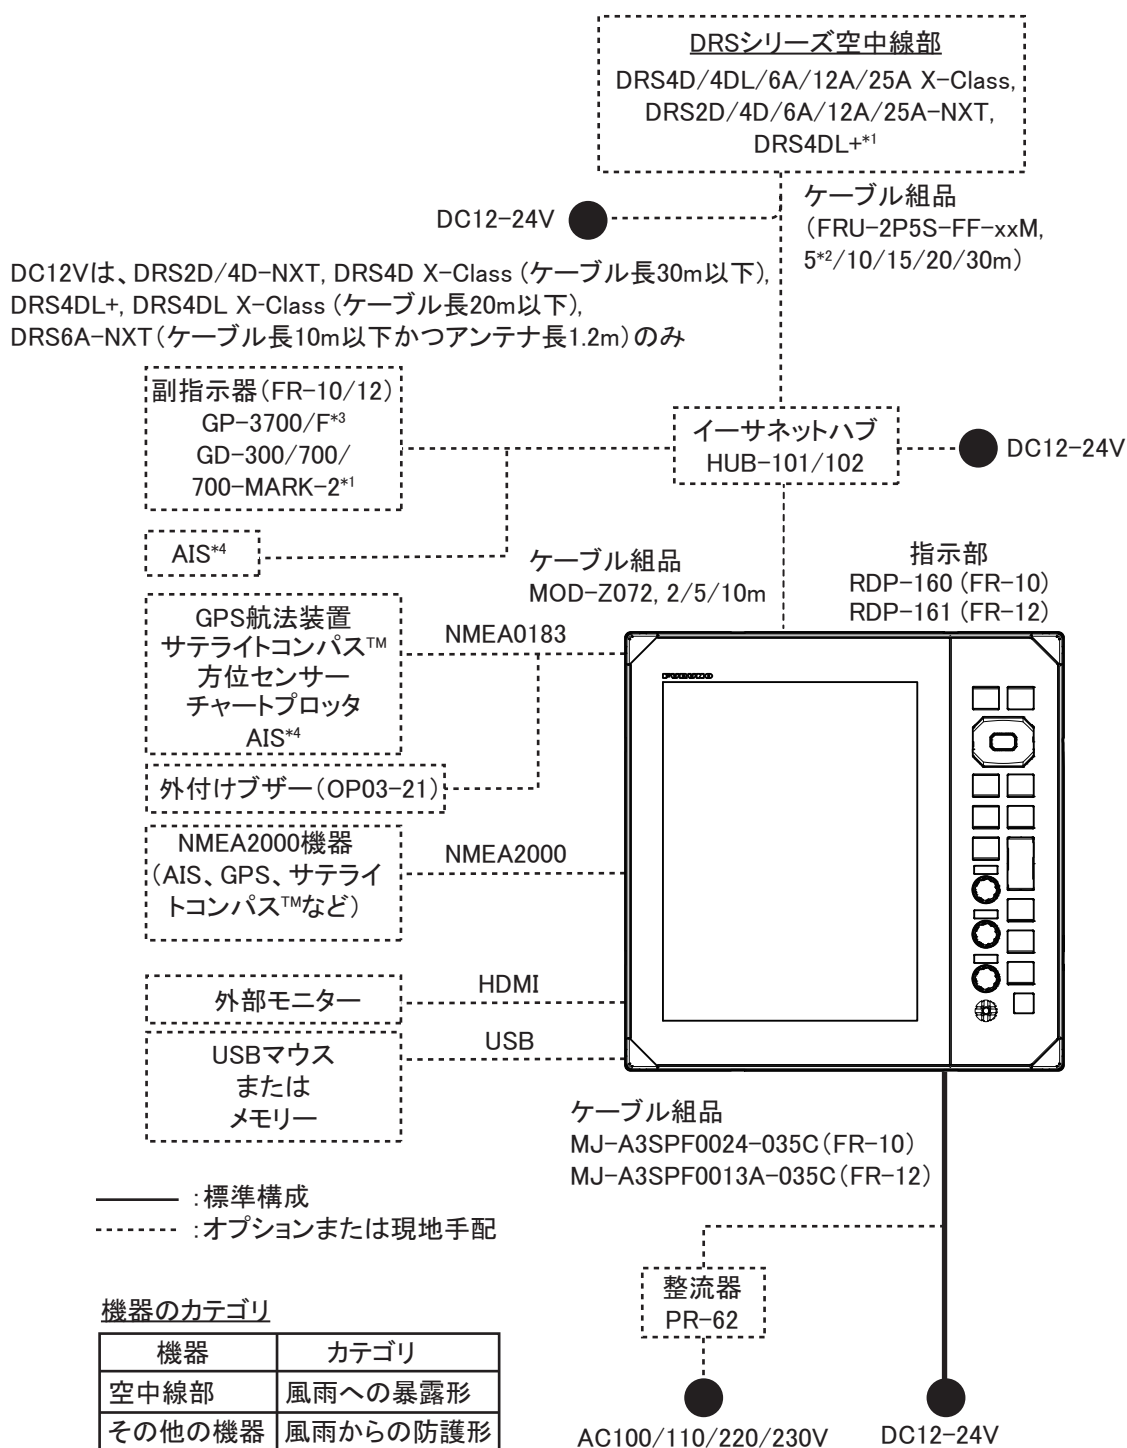 DRSシリーズ空中線部
DRS4D/4DL/6A/12A/25A X-Class,
DRS2D/4D/6A/12A/25A-NXT,
DRS4DL+*1
ケーブル組品
(FRU-2P5S-FF-xxM,
5*2/10/15/20/30m)
DC12-24V
DC12Vは、DRS2D/4D-NXT, DRS4D X-Class (ケーブル長30m以下),
DRS4DL+, DRS4DL X-Class (ケーブル長20m以下),
DRS6A-NXT(ケーブル長10m以下かつアンテナ長1.2m)のみ
副指示器(FR-10/12)
GP-3700/F*3
GD-300/700/
700-MARK-2*1
イーサネットハブ
HUB-101/102
DC12-24V
AIS*4
ケーブル組品
MOD-Z072, 2/5/10m
指示部
RDP-160 (FR-10)
RDP-161 (FR-12)
GPS航法装置
サテライトコンパス™
方位センサー
チャートプロッタ
AIS*4
NMEA0183
FURUNO
外付けブザー(OP03-21)
NMEA2000機器
(AIS、GPS、サテライ
トコンパス™など)
NMEA2000
外部モニター
HDMI
USBマウス
または
メモリー
USB
ケーブル組品
MJ-A3SPF0024-035C(FR-10)
MJ-A3SPF0013A-035C(FR-12)
:標準構成
:オプションまたは現地手配
整流器
PR-62
AC100/110/220/230V
DC12-24V
機器のカテゴリ
機器 カテゴリ
空中線部 風雨への暴露形
その他の機器 風雨からの防護形